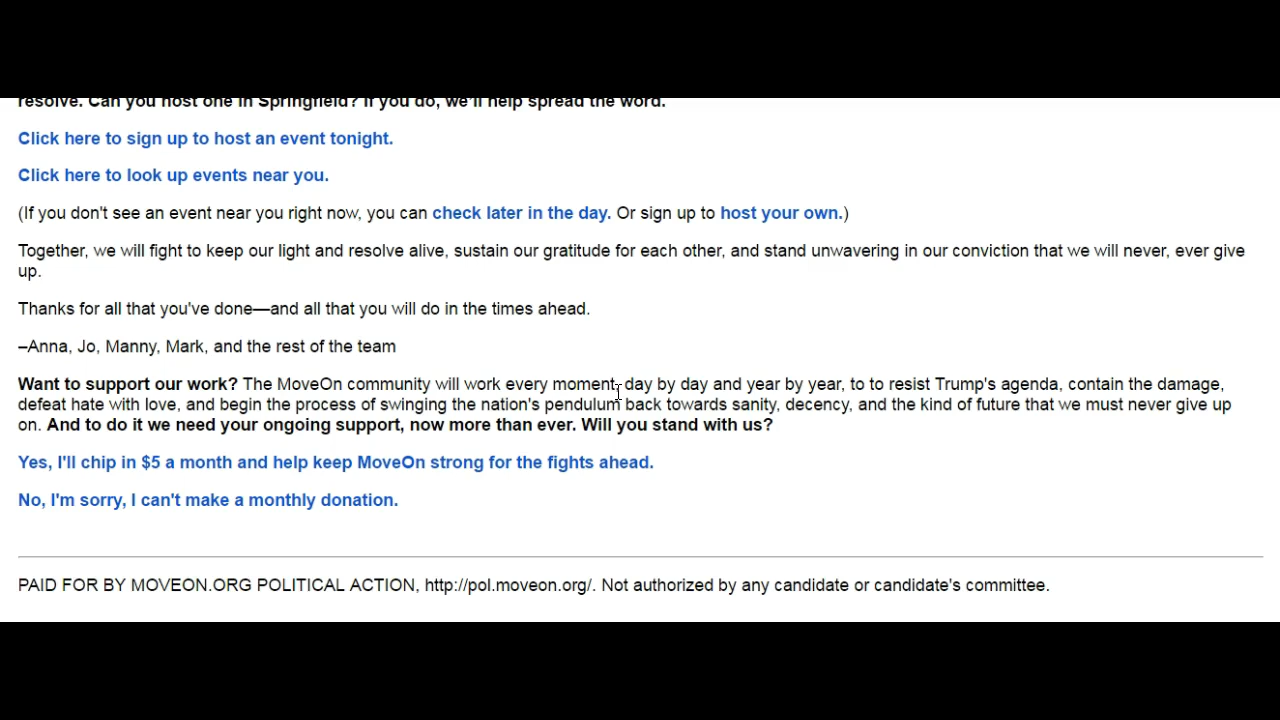 resolve. Can you host one in Springfield? If you do, we'll help spread the word.
Click here to sign up to host an event tonight.
Click here to look up events near you.
(If you don't see an event near you right now, you can check later in the day. Or sign up to host your own.)
Together, we will fight to keep our light and resolve alive, sustain our gratitude for each other, and stand unwavering in our conviction that we will never, ever give
up.
Thanks for all that you've done—and all that you will do in the times ahead.
–Anna, Jo, Manny, Mark, and the rest of the team
Want to support our work? The MoveOn community will work every moment, day by day and year by year, to to resist Trump's agenda, contain the damage,
defeat hate with love, and begin the process of swinging the nation's pendulum back towards sanity, decency, and the kind of future that we must never give up
on. And to do it we need your ongoing support, now more than ever. Will you stand with us?
Yes, I'll chip in $5 a month and help keep MoveOn strong for the fights ahead.
No, I'm sorry, I can't make a monthly donation.
PAID FOR BY MOVEON.ORG POLITICAL ACTION, http://pol.moveon.org/. Not authorized by any candidate or candidate's committee.